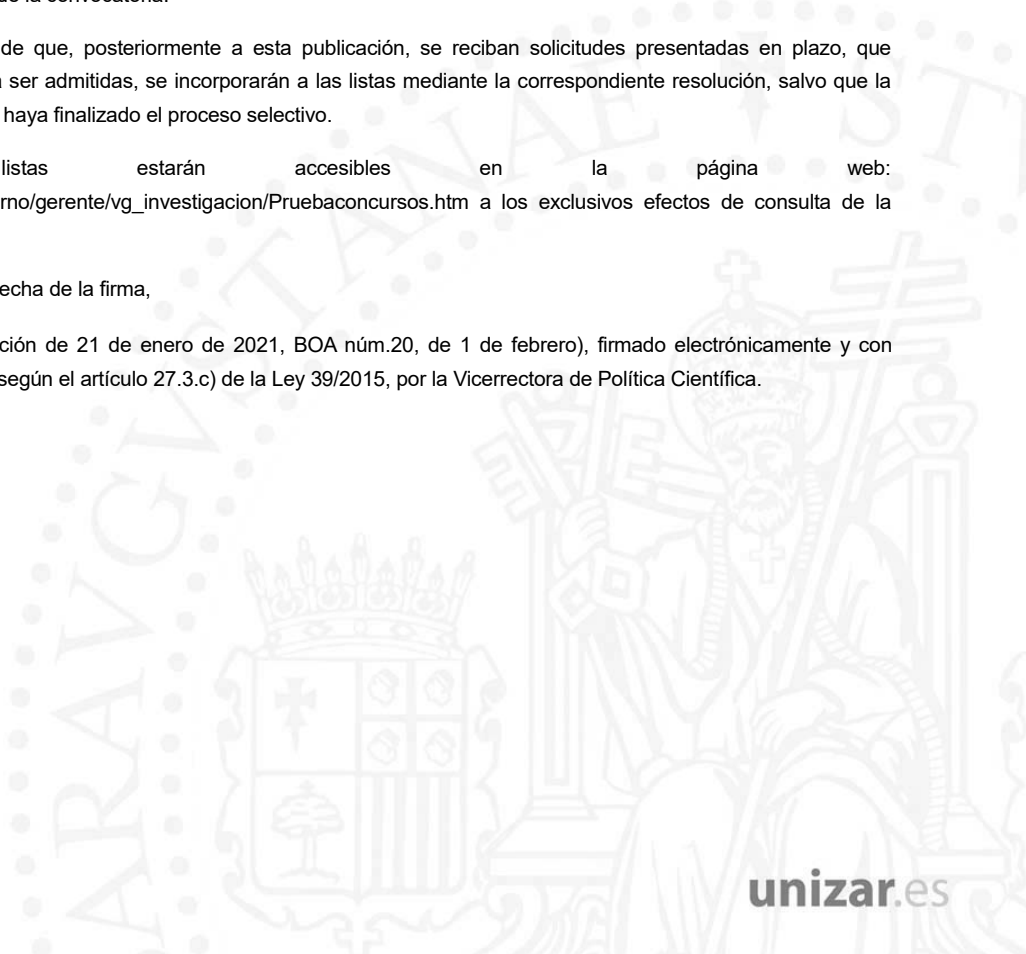 de la convocatoria.
de que, posteriormente a esta publicación, se reciban solicitudes presentadas en plazo, que
ser admitidas, se incorporarán a las listas mediante la correspondiente resolución, salvo que la
haya finalizado el proceso selectivo.
listas estarán accesibles en la página web:
rno/gerente/vg_investigacion/Pruebaconcursos.htm a los exclusivos efectos de consulta de la
echa de la firma,
ción de 21 de enero de 2021, BOA núm.20, de 1 de febrero), firmado electrónicamente y con
según el artículo 27.3.c) de la Ley 39/2015, por la Vicerrectora de Política Científica.
ARAVGVSTANAE ST
unizar.es